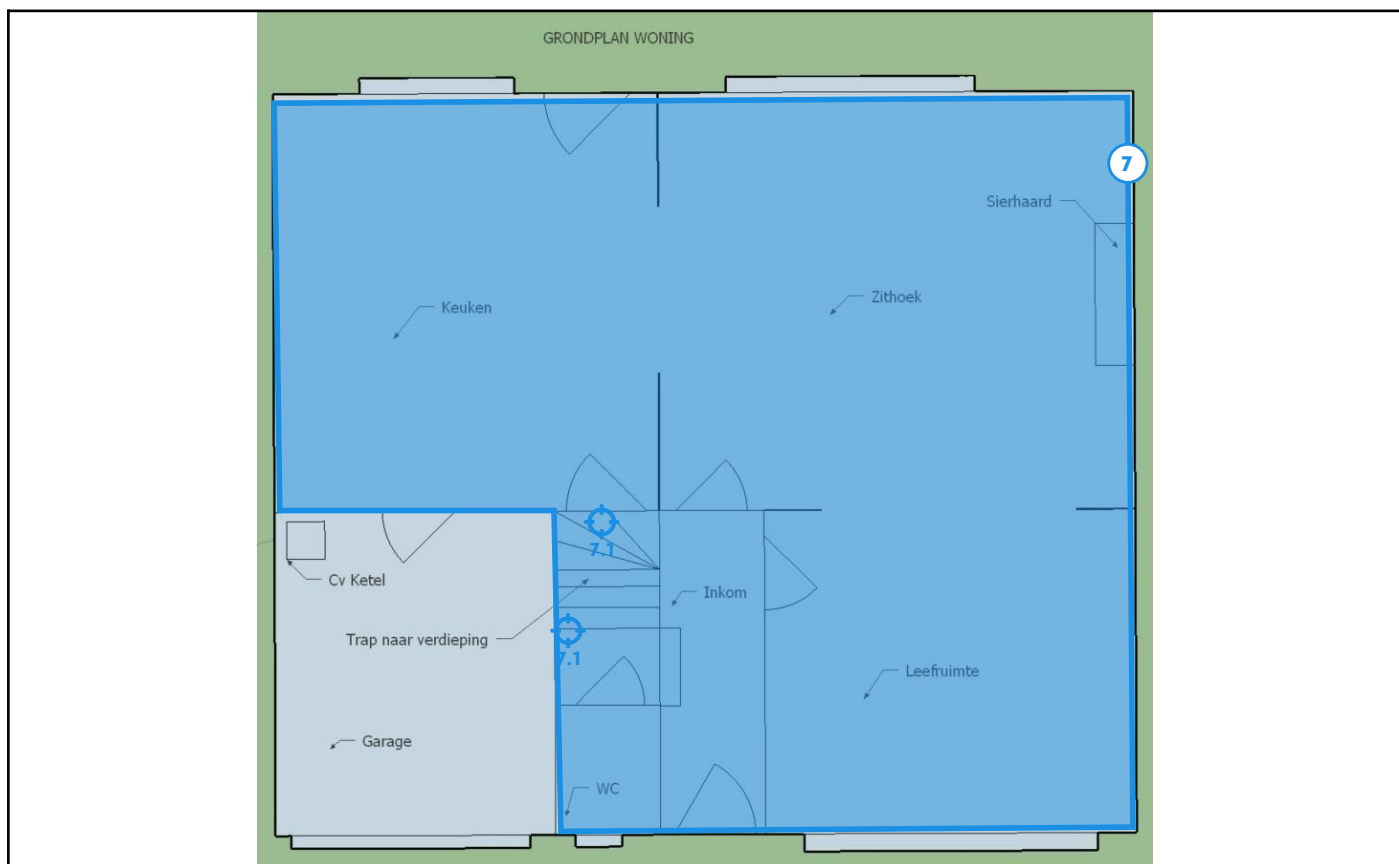 GRONDPLAN WONING
7
Sierhaard
Keuken
Zithoek
7.1
Cv Ketel
Inkom
Trap naar verdieping
7.1
Leefruimte
Garage
WC